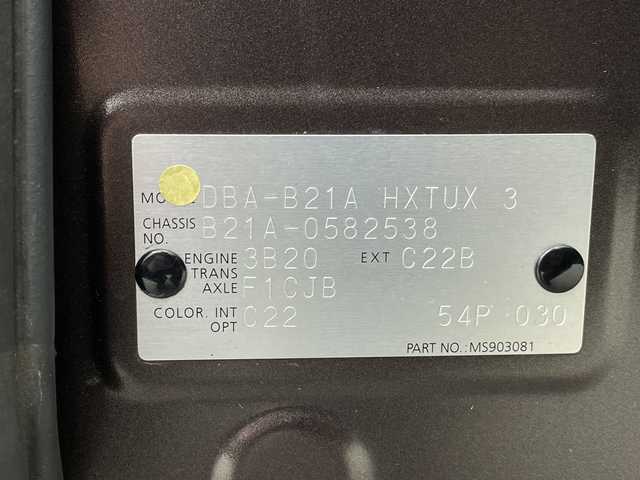 MODEL DBA-B21A HXTUX 3
CHASSIS NO. B21A-0582538
ENGINE 3B20 EXT C22B
TRANS AXLE F1CJB
COLOR. INT C22
OPT 54P 030
PART NO.:MS903081